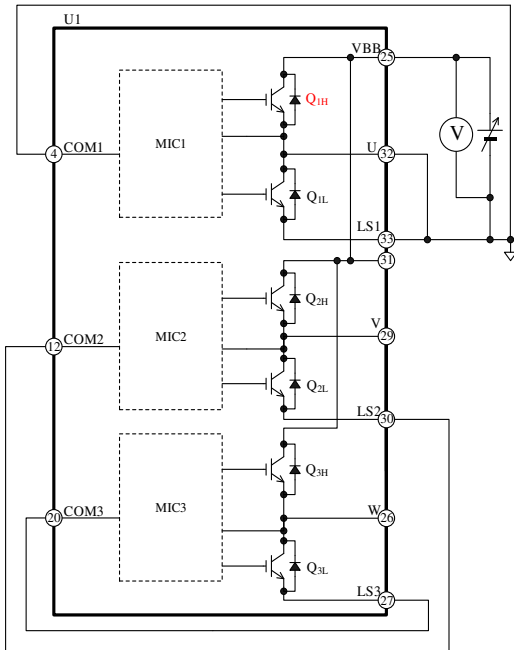 U1
VBB 25
Q1H
MIC1
V
4 COM1
U 32
Q1L
LS1
33
31
Q2H
V
29
12 COM2
MIC2
Q2L
LS2
30
Q3H
MIC3
20 COM3
W
26
Q3L
LS3
27